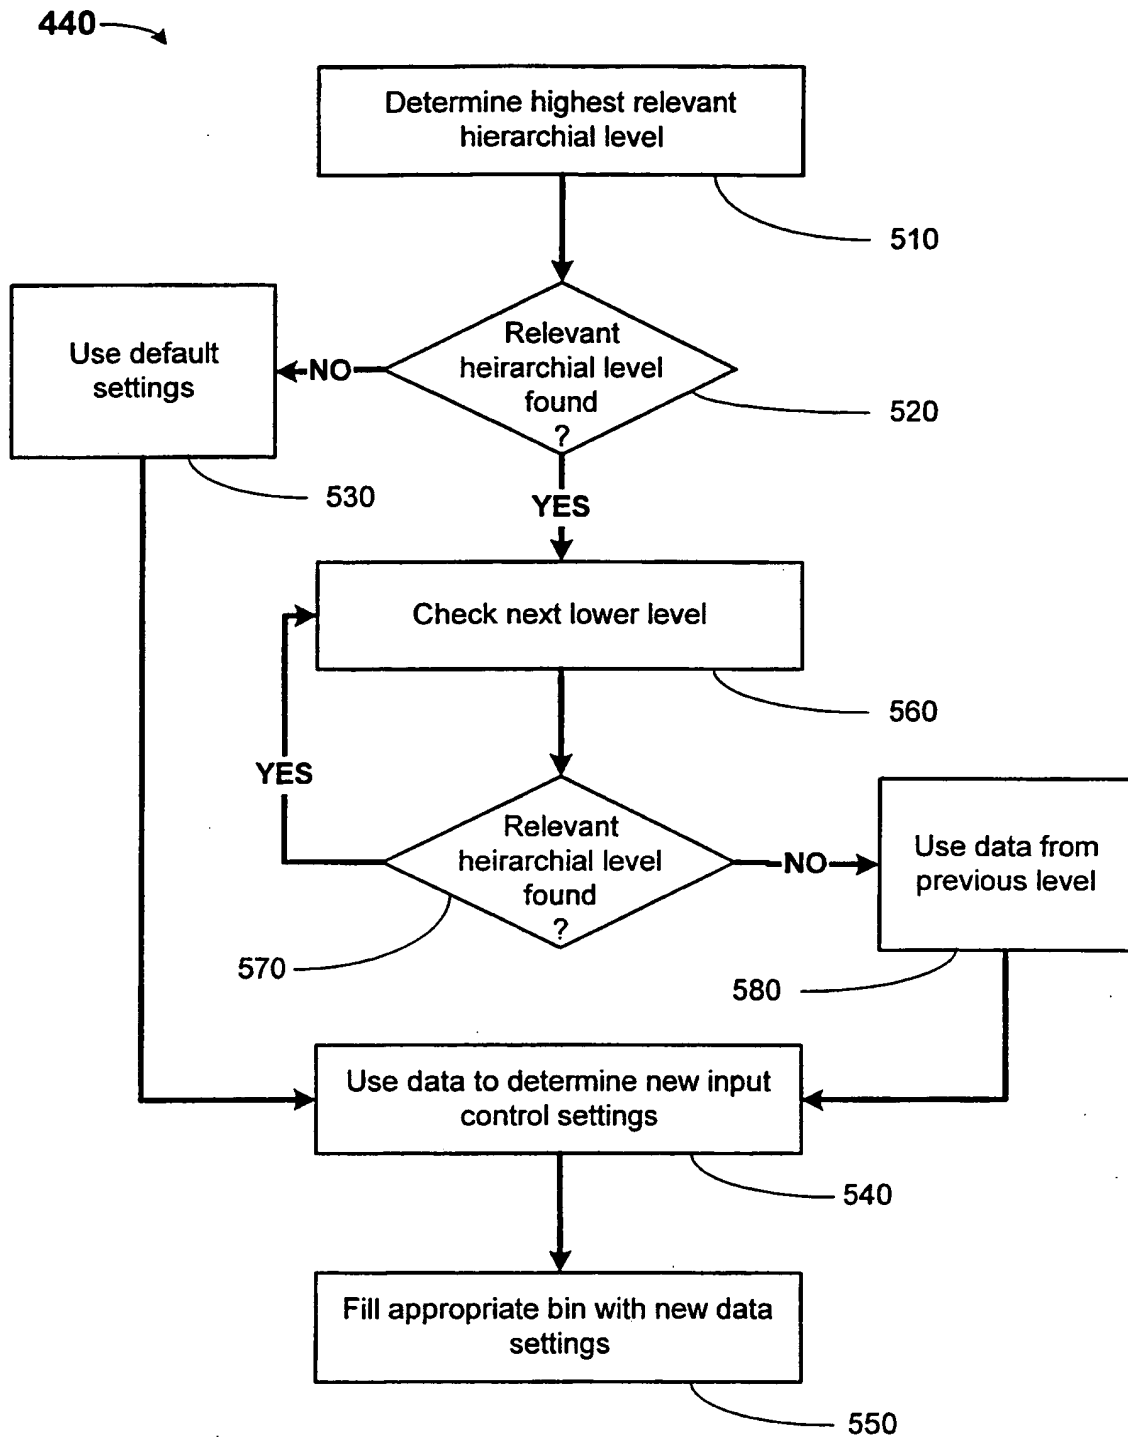 440
Determine highest relevant
hierarchial level
510
Relevant
heirarchial level
found
?
NO
Use default
settings
520
530
YES
Check next lower level
560
YES
Relevant
heirarchial level
found
?
NO
Use data from
previous level
570
580
Use data to determine new input
control settings
540
Fill appropriate bin with new data
settings
550